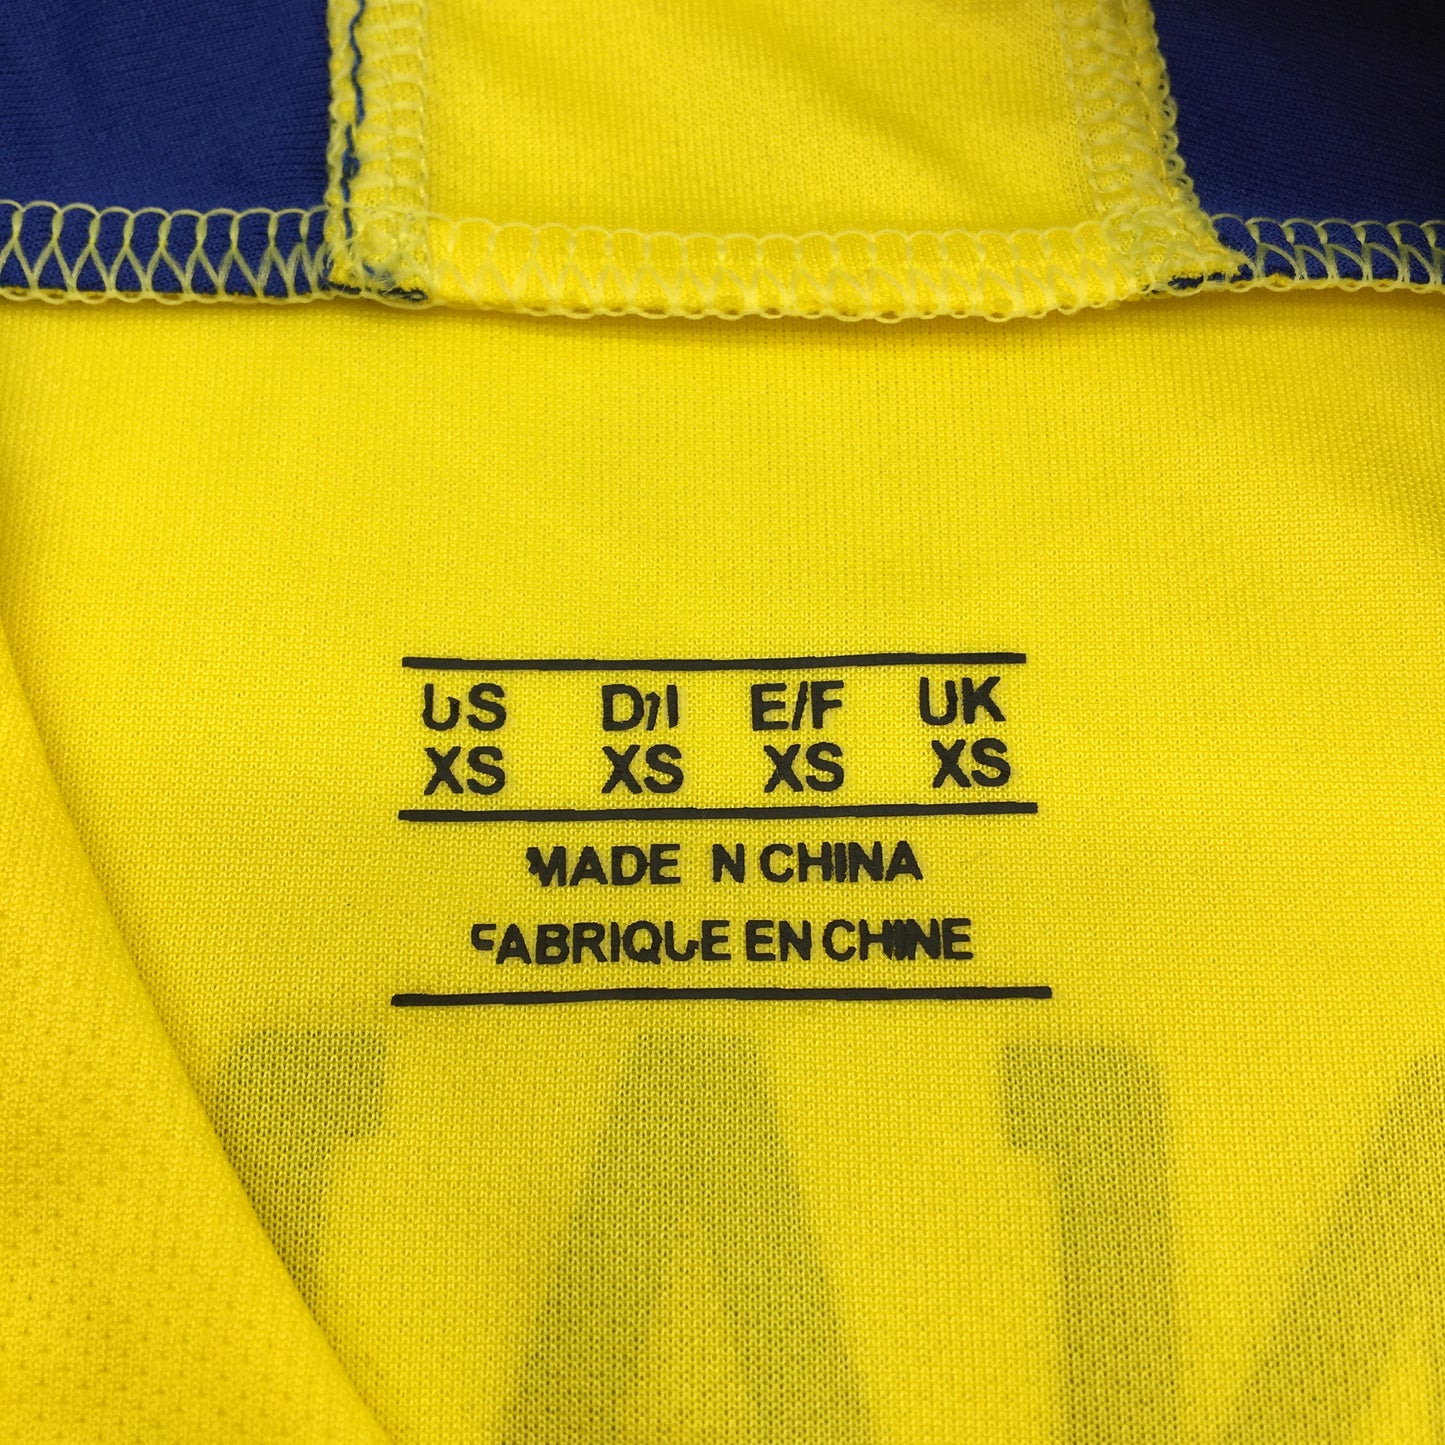 US D/I E/F UK
XS XS XS XS
MADE N CHINA
FABRIQUE EN CHINE